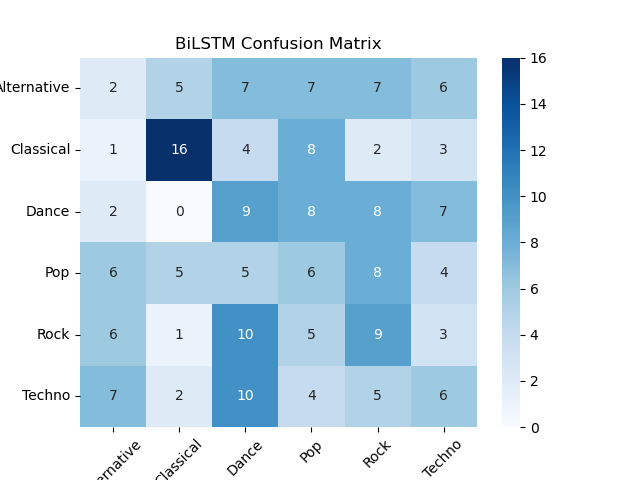 BiLSTM Confusion Matrix
Alternative 2 5 7 7 7 6
Classical 1 16 4 8 2 3
Dance 2 0 9 8 8 7
Pop 6 5 5 6 8 4
Rock 6 1 10 5 9 3
Techno 7 2 10 4 5 6
ernative Classical Dance Pop Rock Techno
16
14
12
10
8
6
4
2
0